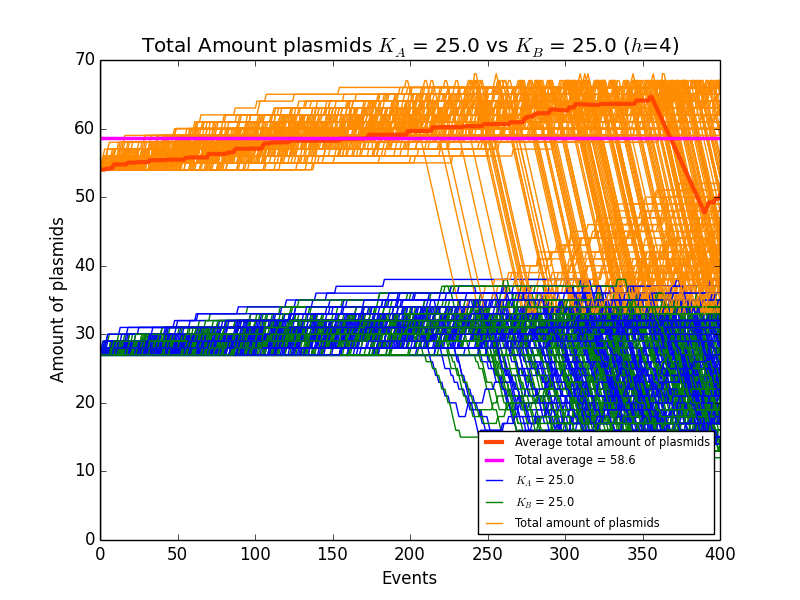 Total Amount plasmids K_A = 25.0 vs K_B = 25.0 (h=4)
70
60
50
40
30
20
10
0
Amount of plasmids
Average total amount of plasmids
Total average = 58.6
K_A = 25.0
K_B = 25.0
Total amount of plasmids
0 50 100 150 200 250 300 350 400
Events